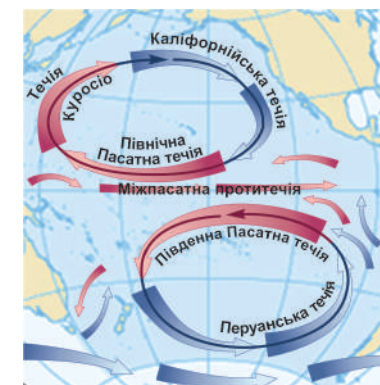 Каліфорнійська течія
Течія
Куросіо
Північна
Пасатна течія
Міжпасатна протитечія
Південна Пасатна течія
Перуанська течія